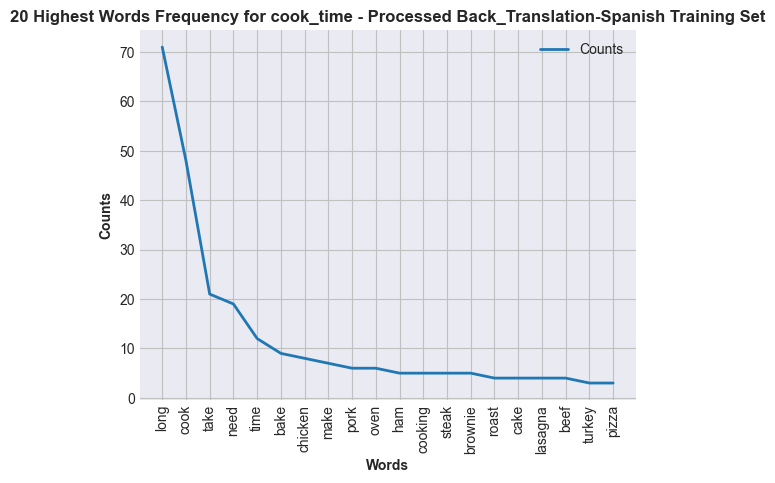 20 Highest Words Frequency for cook_time - Processed Back_Translation-Spanish Training Set
Counts
70
60
50
40
30
20
10
0
Counts
long
cook
take
need
time
bake
chicken
make
pork
oven
ham
cooking
steak
brownie
roast
cake
lasagna
beef
turkey
pizza
Words